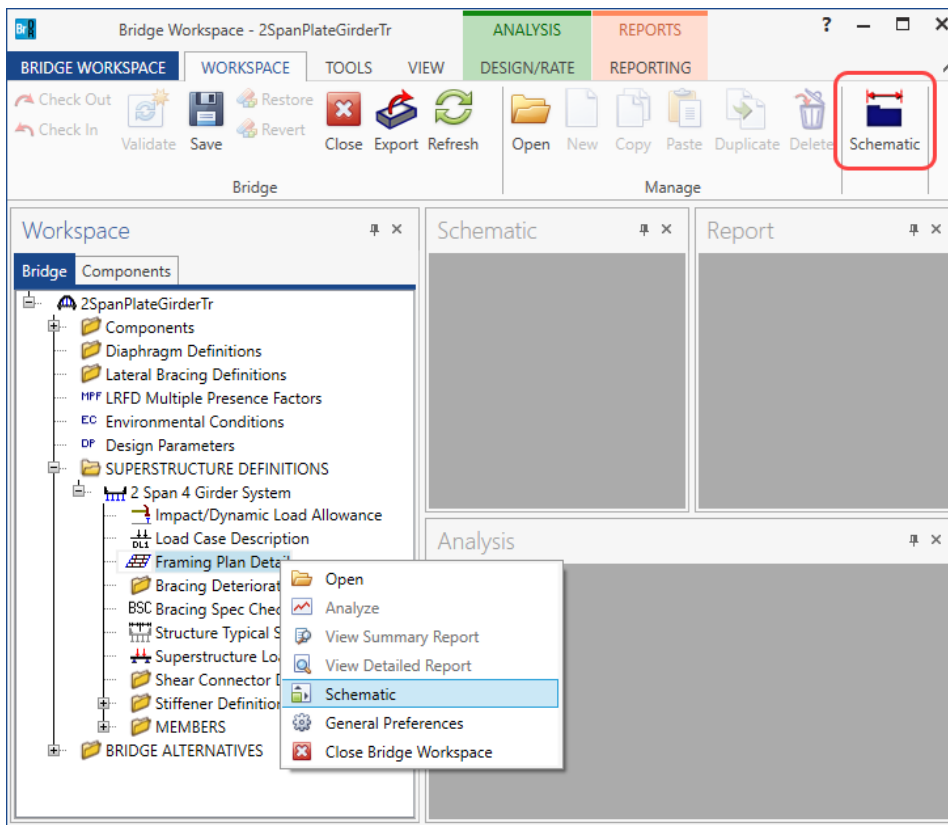 Br DR
Bridge Workspace - 2SpanPlateGirderTr
ANALYSIS
REPORTS
?
BRIDGE WORKSPACE
WORKSPACE
TOOLS
VIEW
DESIGN/RATE
REPORTING
Check Out
Check In
Validate
Save
Restore
Revert
Close
Export
Refresh
Open
New
Copy
Paste
Duplicate
Delete
Schematic
Bridge
Manage
Workspace
Bridge
Components
2SpanPlateGirderTr
Components
Diaphragm Definitions
Lateral Bracing Definitions
MPF LRFD Multiple Presence Factors
EC Environmental Conditions
DP Design Parameters
SUPERSTRUCTURE DEFINITIONS
2 Span 4 Girder System
Impact/Dynamic Load Allowance
DL1 Load Case Description
Framing Plan Detail
Bracing Deteriorat
BSC Bracing Spec Chec
Structure Typical S
Superstructure Lo
Shear Connector D
Stiffener Definition
MEMBERS
BRIDGE ALTERNATIVES
Open
Analyze
View Summary Report
View Detailed Report
Schematic
General Preferences
Close Bridge Workspace
Schematic
Report
Analysis